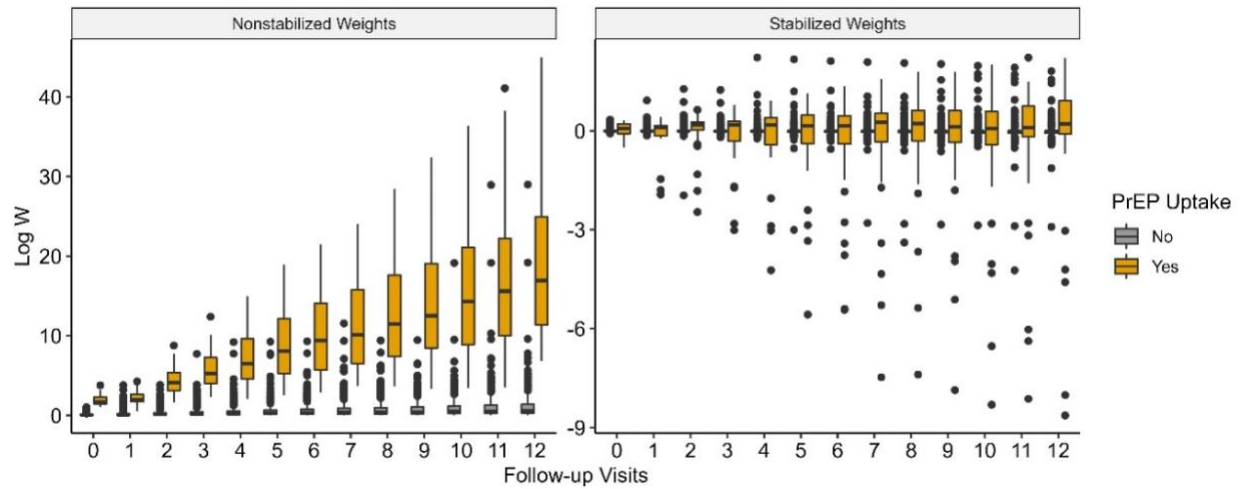 Nonstabilized Weights
Stabilized Weights
Log W
40
30
20
10
0
0 1 2 3 4 5 6 7 8 9 10 11 12
0
-3
-6
-9
0 1 2 3 4 5 6 7 8 9 10 11 12
Follow-up Visits
PrEP Uptake
No
Yes